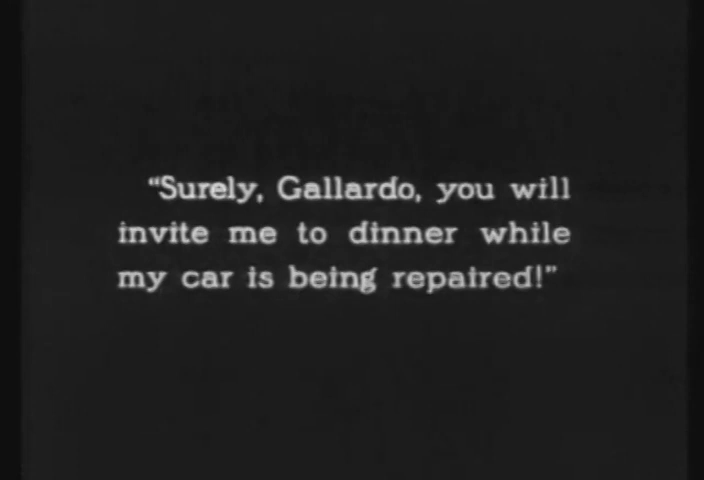 “Surely, Gallardo, you will
invite me to dinner while
my car is being repaired!”